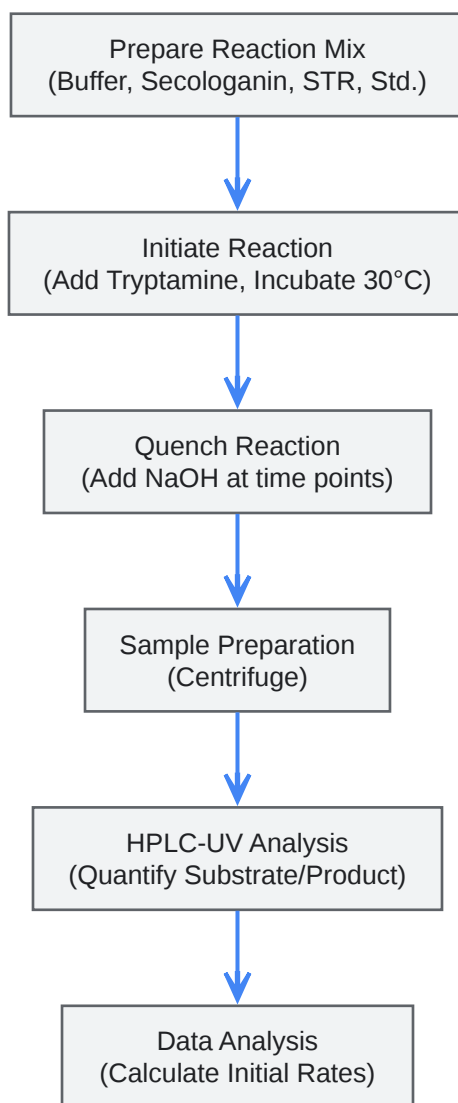 Prepare Reaction Mix
(Buffer, Secologanin, STR, Std.)
Initiate Reaction
(Add Tryptamine, Incubate 30°C)
Quench Reaction
(Add NaOH at time points)
Sample Preparation
(Centrifuge)
HPLC-UV Analysis
(Quantify Substrate/Product)
Data Analysis
(Calculate Initial Rates)